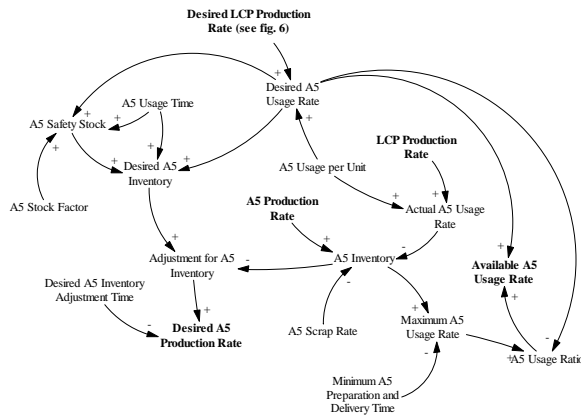 Desired LCP Production
Rate (see fig. 6)
+
Desired A5
Usage Rate
A5 Usage Time
+
+
A5 Safety Stock
+
+
+
+
+
Desired A5
Inventory
A5 Usage per Unit
LCP Production
Rate
A5 Stock Factor
+
+
Actual A5 Usage
Rate
A5 Production
Rate
+
-
+
Adjustment for A5
Inventory
-
A5 Inventory
-
+
Available A5
Usage Rate
+
Desired A5 Inventory
Adjustment Time
+
-
Desired A5
Production Rate
A5 Scrap Rate
+
Maximum A5
Usage Rate
-
-
+
A5 Usage Ratio
Minimum A5
Preparation and
Delivery Time